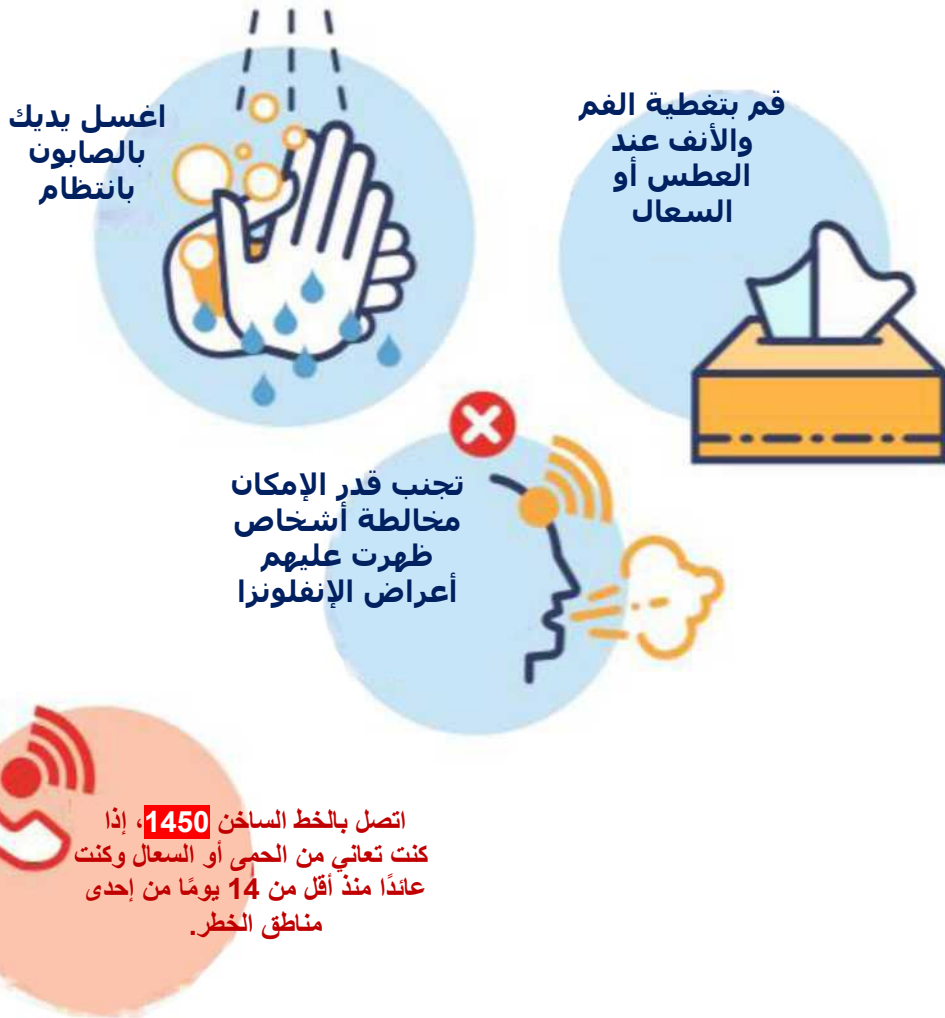 قم بتغطية الفم
والأنف عند
العطس أو
السعال
اغسل يديك
بالصابون
بانتظام
تجنب قدر الإمكان
مخالطة أشخاص
ظهرت عليهم
أعراض الإنفلونزا
اتصل بالخط الساخن 1450، إذا
كنت تعاني من الحمى أو السعال وكنت
عائدًا منذ أقل من 14 يومًا من إحدى
مناطق الخطر.